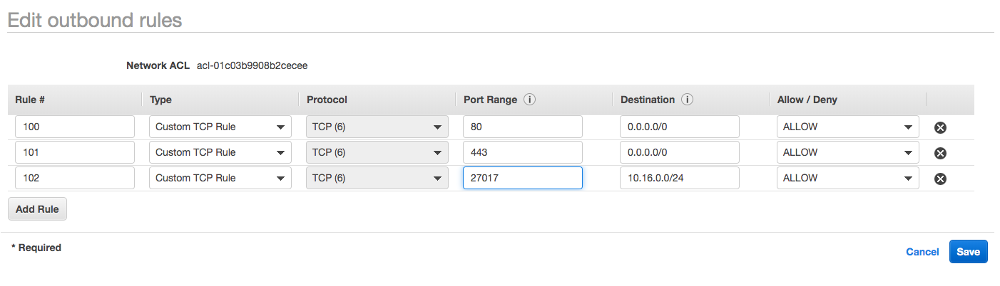 Edit outbound rules
Network ACL acl-01c03b9908b2cecee
Rule # Type Protocol Port Range i Destination i Allow / Deny
100 Custom TCP Rule TCP (6) 80 0.0.0.0/0 ALLOW
101 Custom TCP Rule TCP (6) 443 0.0.0.0/0 ALLOW
102 Custom TCP Rule TCP (6) 27017 10.16.0.0/24 ALLOW
Add Rule
* Required
Cancel Save